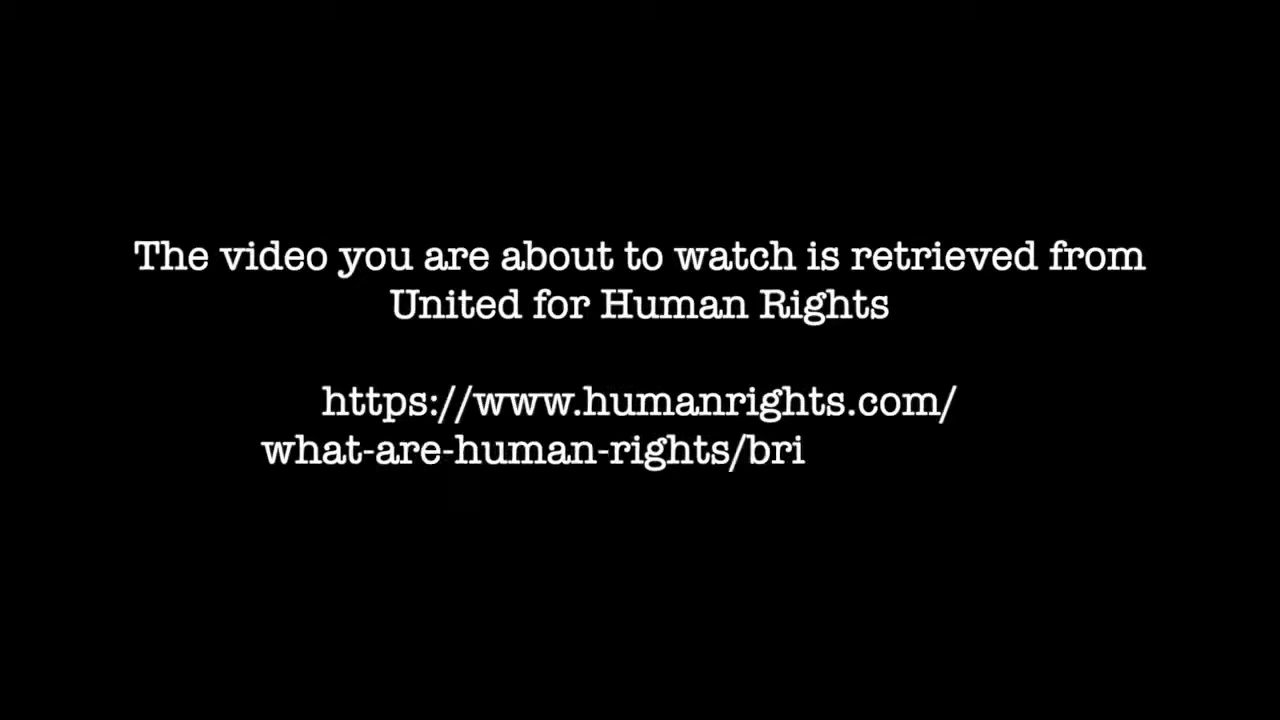 The video you are about to watch is retrieved from
United for Human Rights
https://www.humanrights.com/
what-are-human-rights/bri